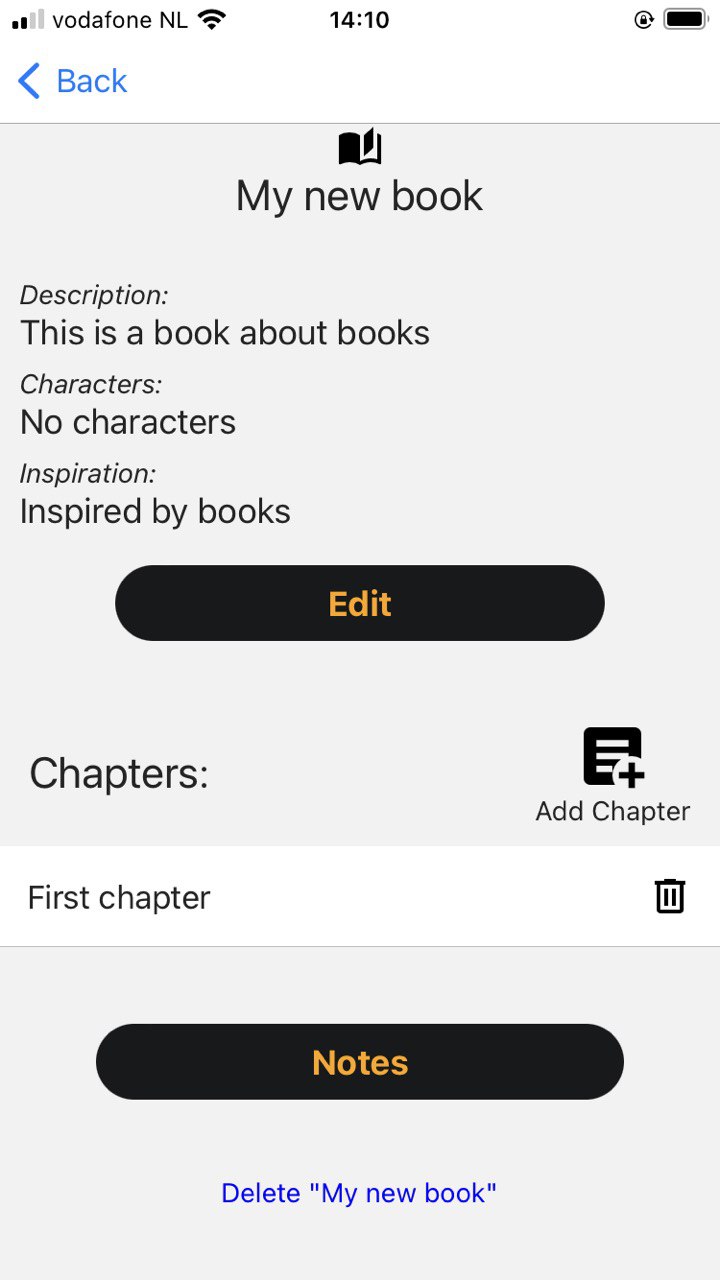 vodafone NL 14:10
Back
My new book
Description:
This is a book about books
Characters:
No characters
Inspiration:
Inspired by books
Edit
Chapters:
Add Chapter
First chapter
Notes
Delete "My new book"